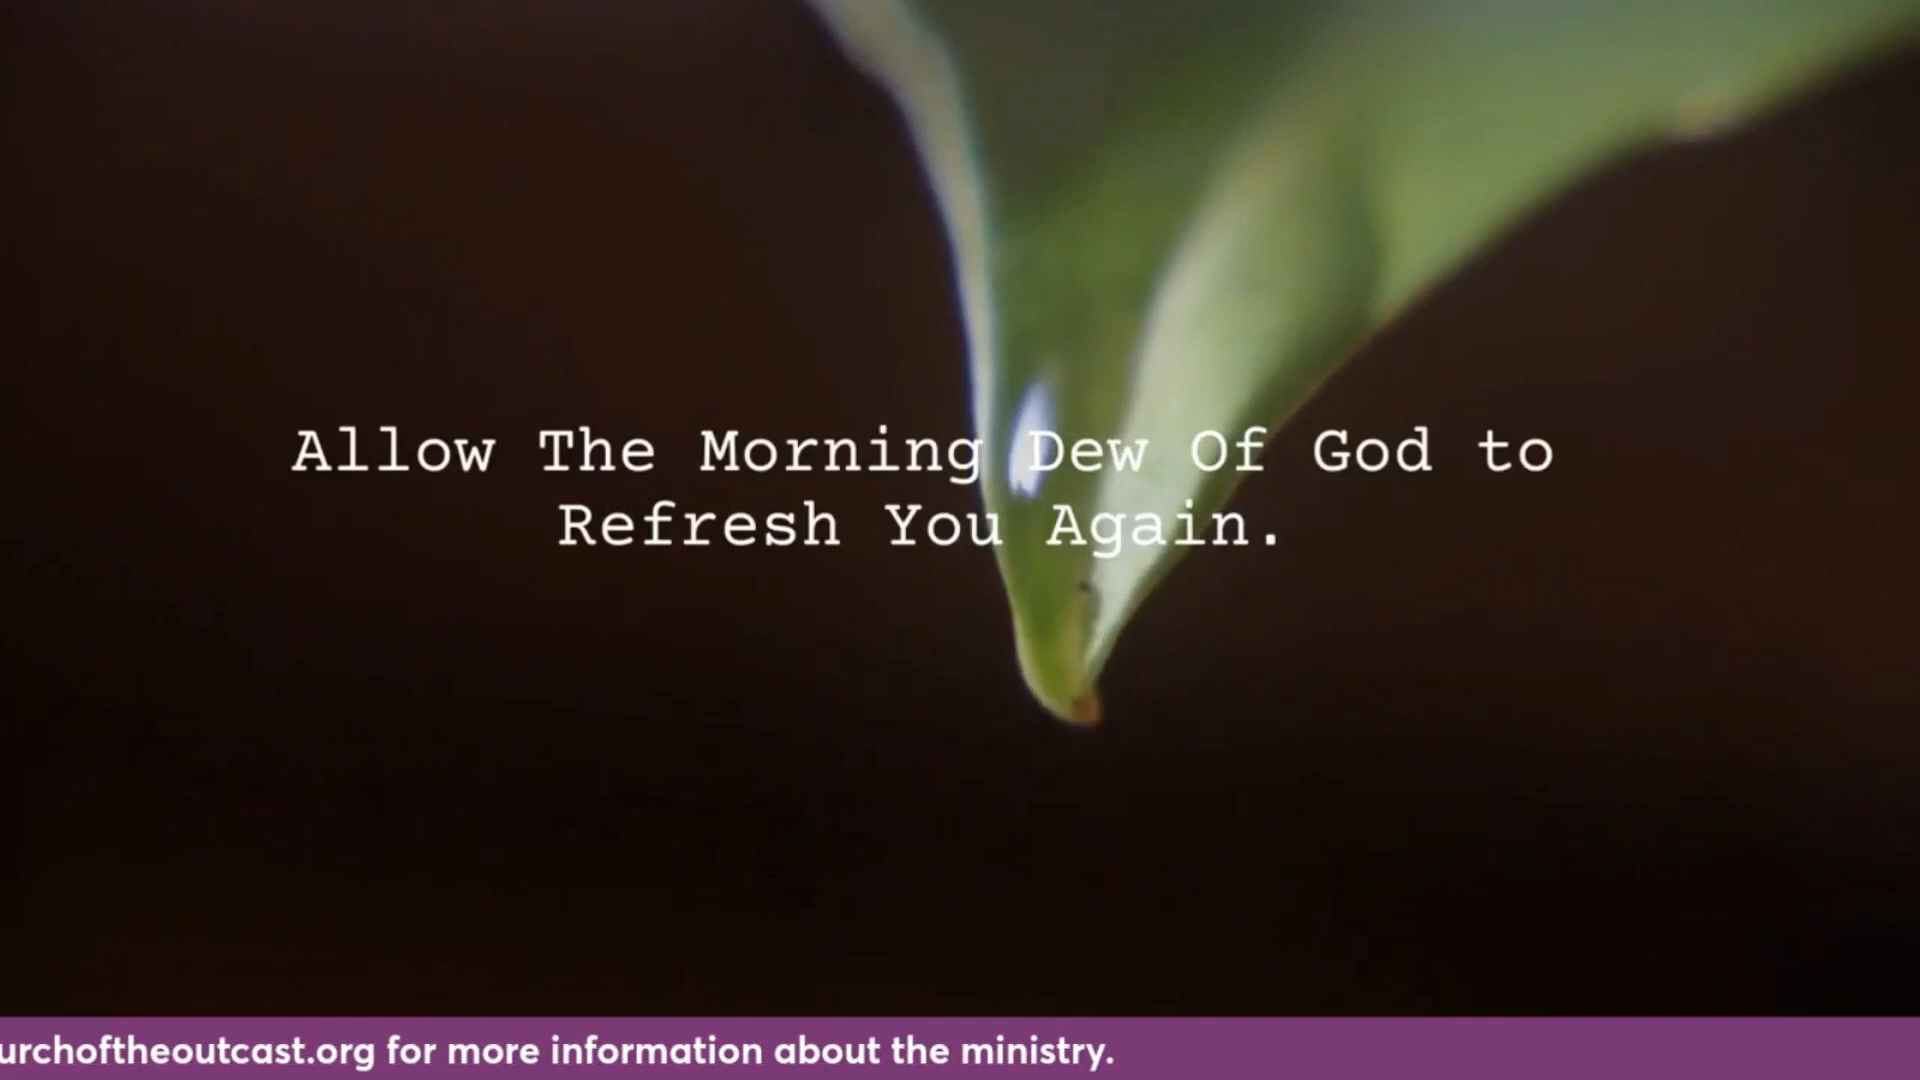 Allow The Morning Dew Of God to
Refresh You Again.
urchoftheoutcast.org for more information about the ministry.